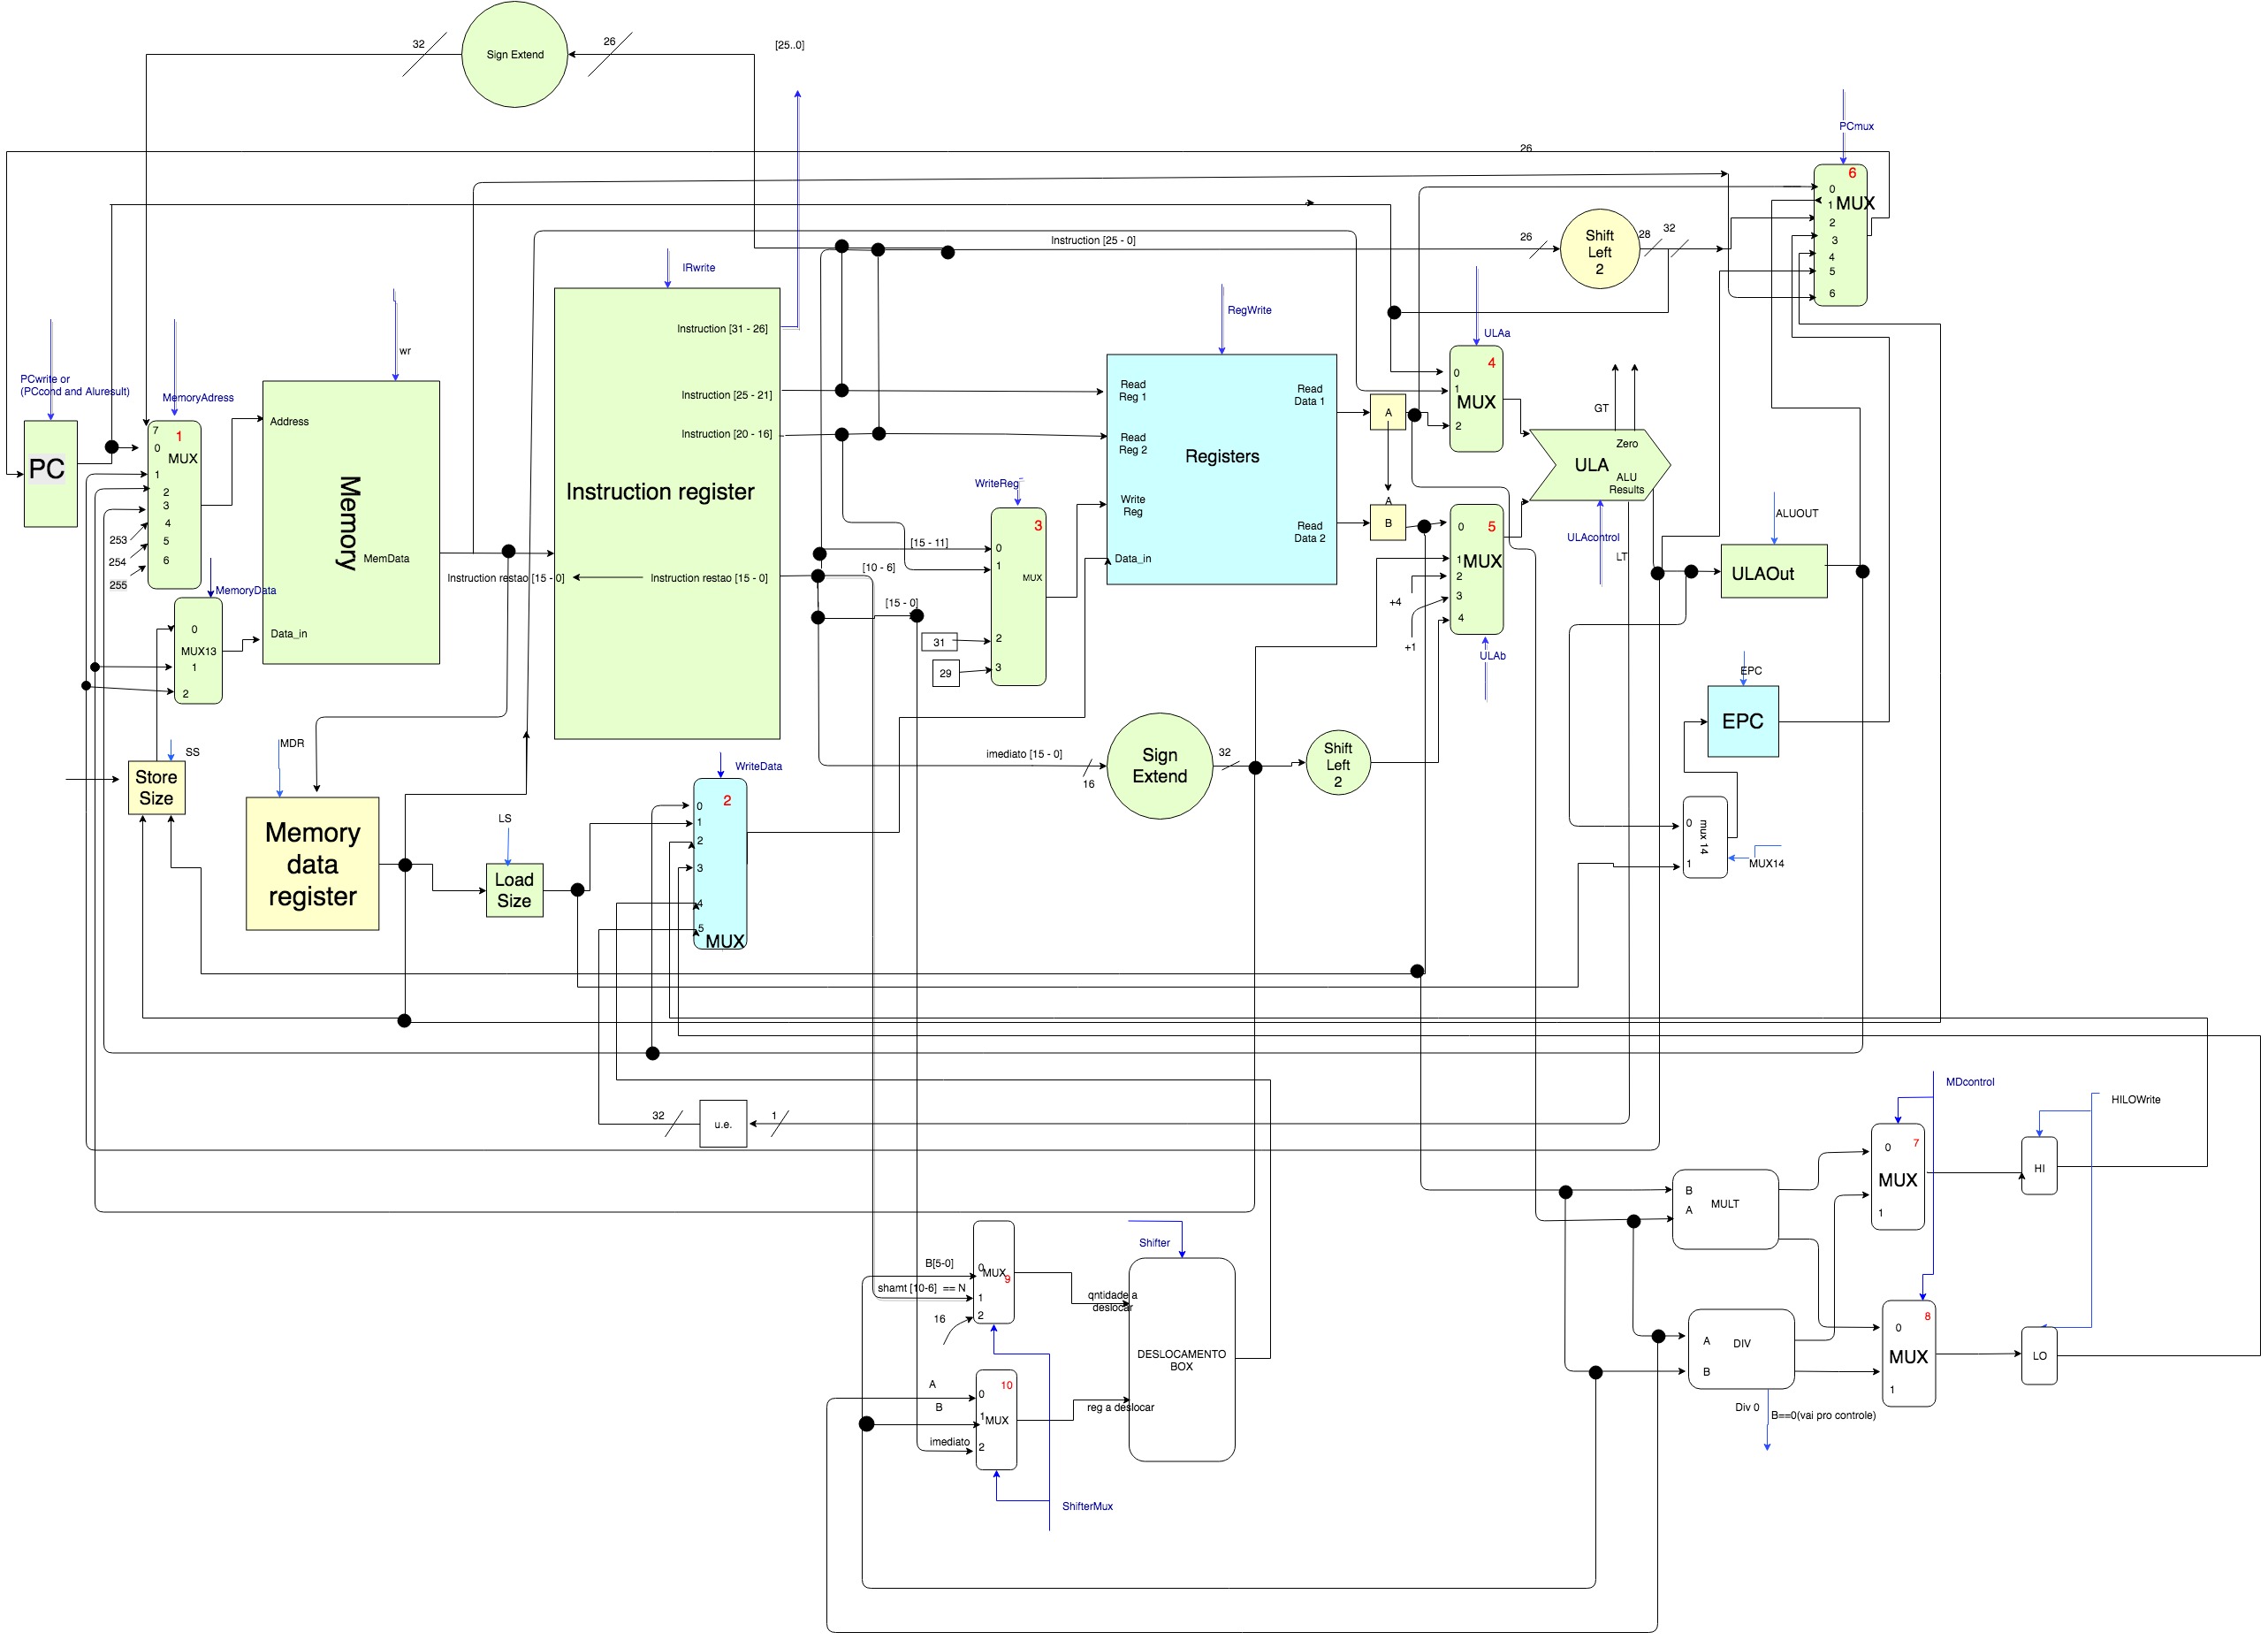 32
Sign Extend
26
[25..0]
PCmux
26
6
0
1
MUX
2
3
4
5
6
Instruction [25 - 0]
26
Shift
Left
2
28
32
IRwrite
wr
PCwrite or
(PCcond and Aluresult)
MemoryAdress
PC
7
1
0
MUX
1
2
3
4
5
6
253
254
255
Address
Memory
MemData
Data_in
MemoryData
0
MUX13
1
2
Instruction [31 - 26]
Instruction [25 - 21]
Instruction [20 - 16]
Instruction register
Instruction restao [15 - 0]
Instruction restao [15 - 0]
RegWrite
Read
Reg 1
Read
Reg 2
Write
Reg
Data_in
Registers
Read
Data 1
Read
Data 2
WriteReg
3
0
1
MUX
2
3
[15 - 11]
[10 - 6]
[15 - 0]
31
29
A
A
B
ULAa
4
0
1
MUX
2
5
0
1
MUX
2
3
4
+4
+1
ULAb
GT
Zero
ULA
ALU
Results
ULAcontrol
LT
ALUOUT
ULAOut
EPC
EPC
0
mux 14
1
MUX14
imediato [15 - 0]
16
Sign
Extend
32
Shift
Left
2
SS
Store
Size
MDR
Memory
data
register
LS
Load
Size
WriteData
2
0
1
2
3
4
5
MUX
32
u.e.
1
MDcontrol
HILOWrite
0
7
MUX
1
HI
B
A
MULT
A
DIV
B
Div 0
B==0(vai pro controle)
8
0
MUX
1
LO
B[5-0]
shamt [10-6] == N
16
0
MUX
9
1
2
Shifter
qntidade a
deslocar
DESLOCAMENTO
BOX
reg a deslocar
A
B
imediato
10
0
1
MUX
2
ShifterMux